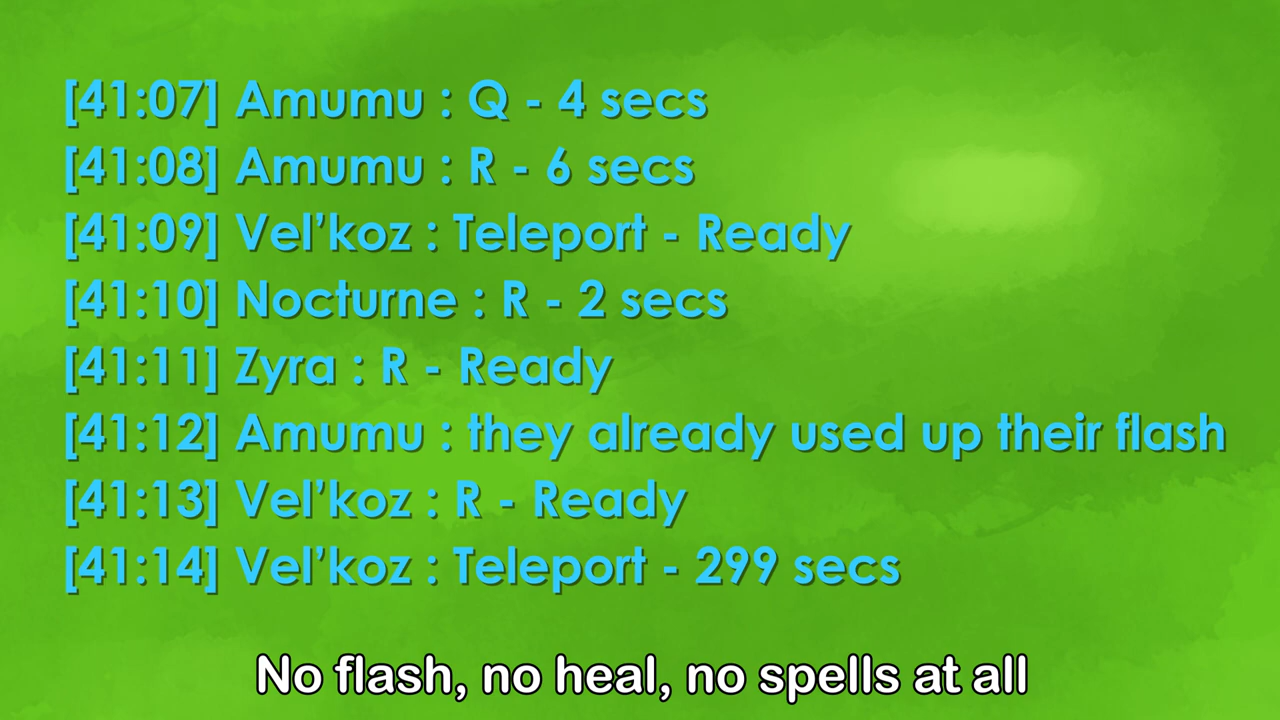 [41:07] Amumu : Q - 4 secs
[41:08] Amumu : R - 6 secs
[41:09] Vel’koz : Teleport - Ready
[41:10] Nocturne : R - 2 secs
[41:11] Zyra : R - Ready
[41:12] Amumu : they already used up their flash
[41:13] Vel’koz : R - Ready
[41:14] Vel’koz : Teleport - 299 secs
No flash, no heal, no spells at all